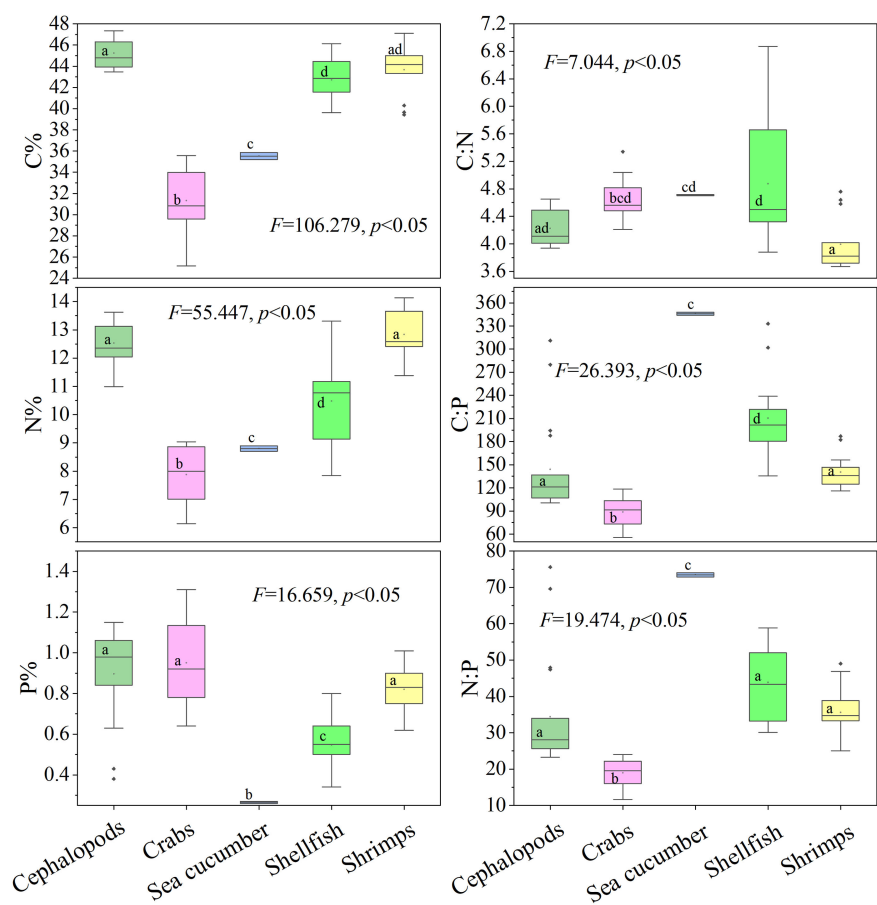 48
46
44
42
40
38
36
34
32
30
28
26
24
C%
a
b
c
d
ad
F=106.279, p<0.05
6.8
6.4
6.0
5.6
5.2
4.8
4.4
4.0
3.6
C:N
F=7.044, p<0.05
ad
bcd
cd
d
a
14
13
12
11
10
9
8
7
6
N%
F=55.447, p<0.05
a
b
c
d
a
360
330
300
270
240
210
180
150
120
90
60
C:P
F=26.393, p<0.05
a
b
c
d
a
1.4
1.2
1.0
0.8
0.6
0.4
P%
F=16.659, p<0.05
a
a
b
c
a
80
70
60
50
40
30
20
10
N:P
F=19.474, p<0.05
a
b
c
a
a
Cephalopods
Crabs
Sea cucumber
Shellfish
Shrimps
Cephalopods
Crabs
Sea cucumber
Shellfish
Shrimps